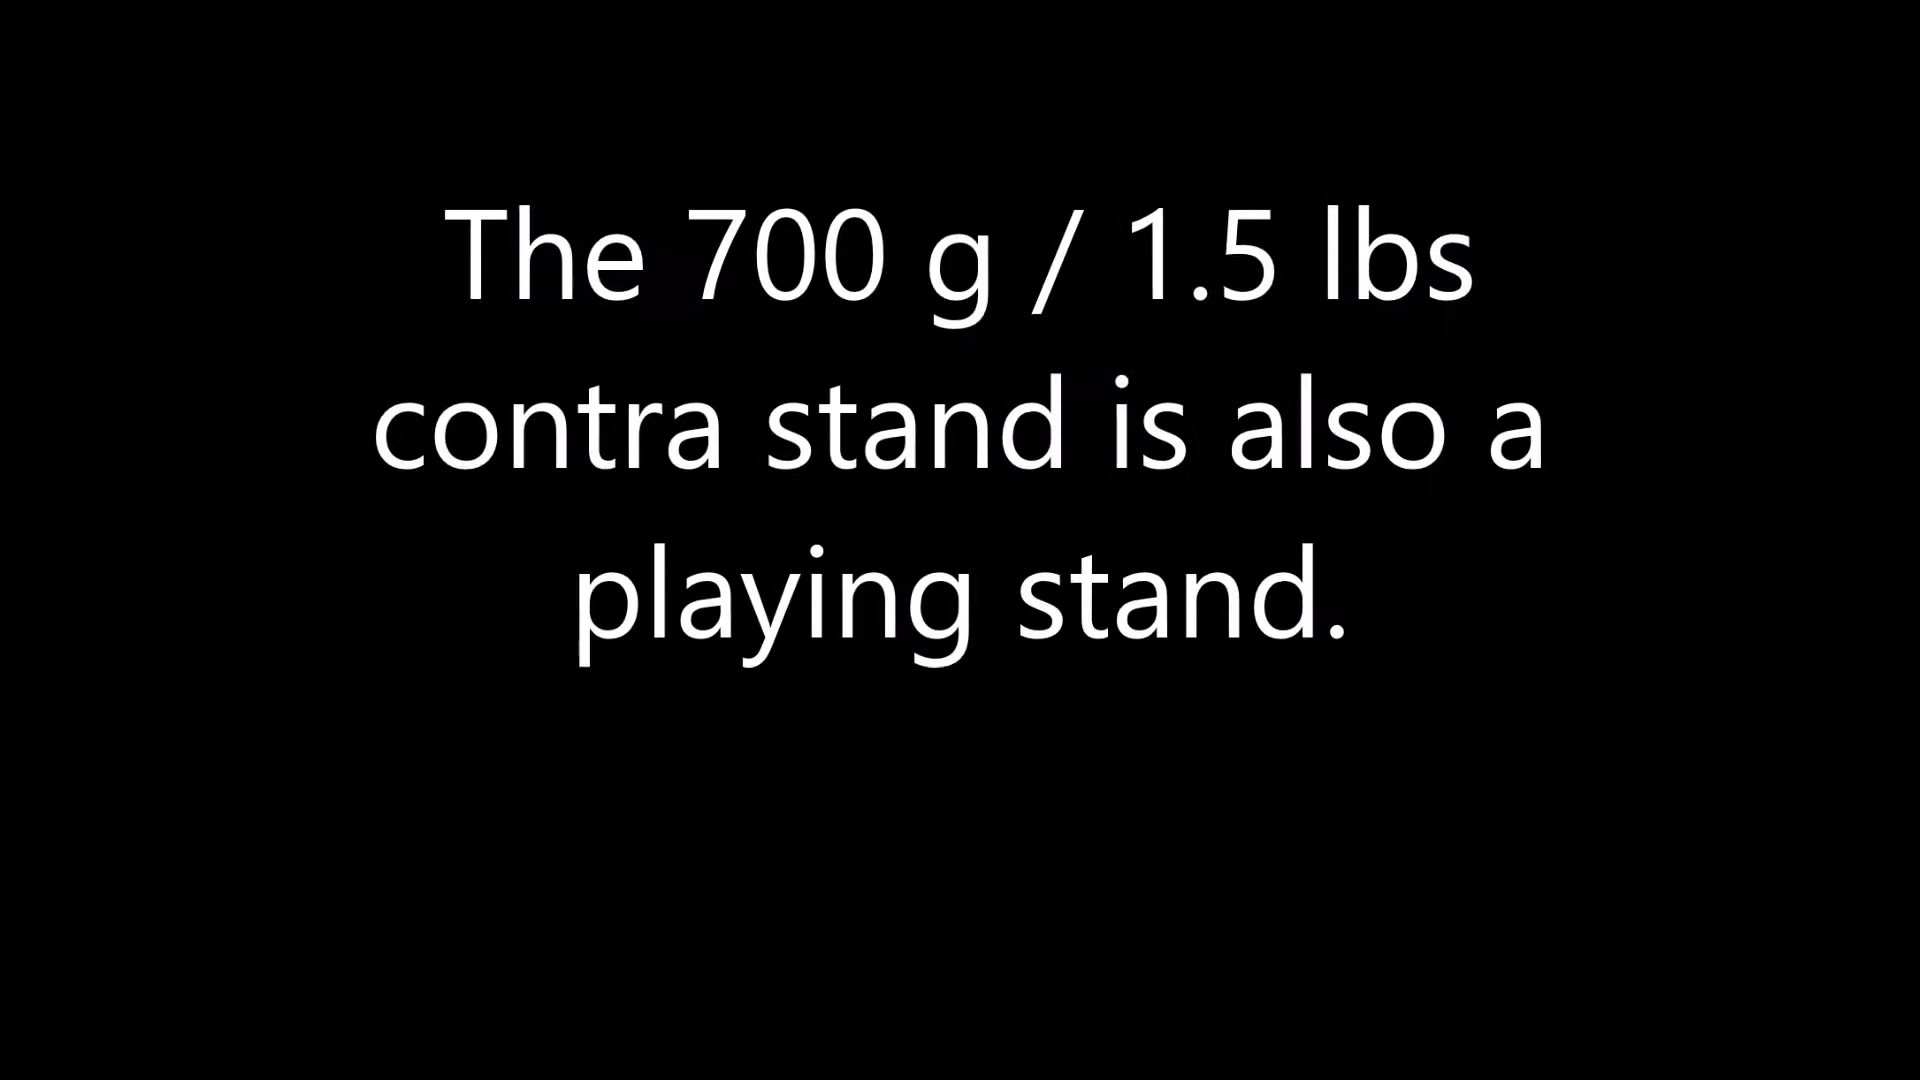 The 700 g / 1.5 lbs
contra stand is also a
playing stand.